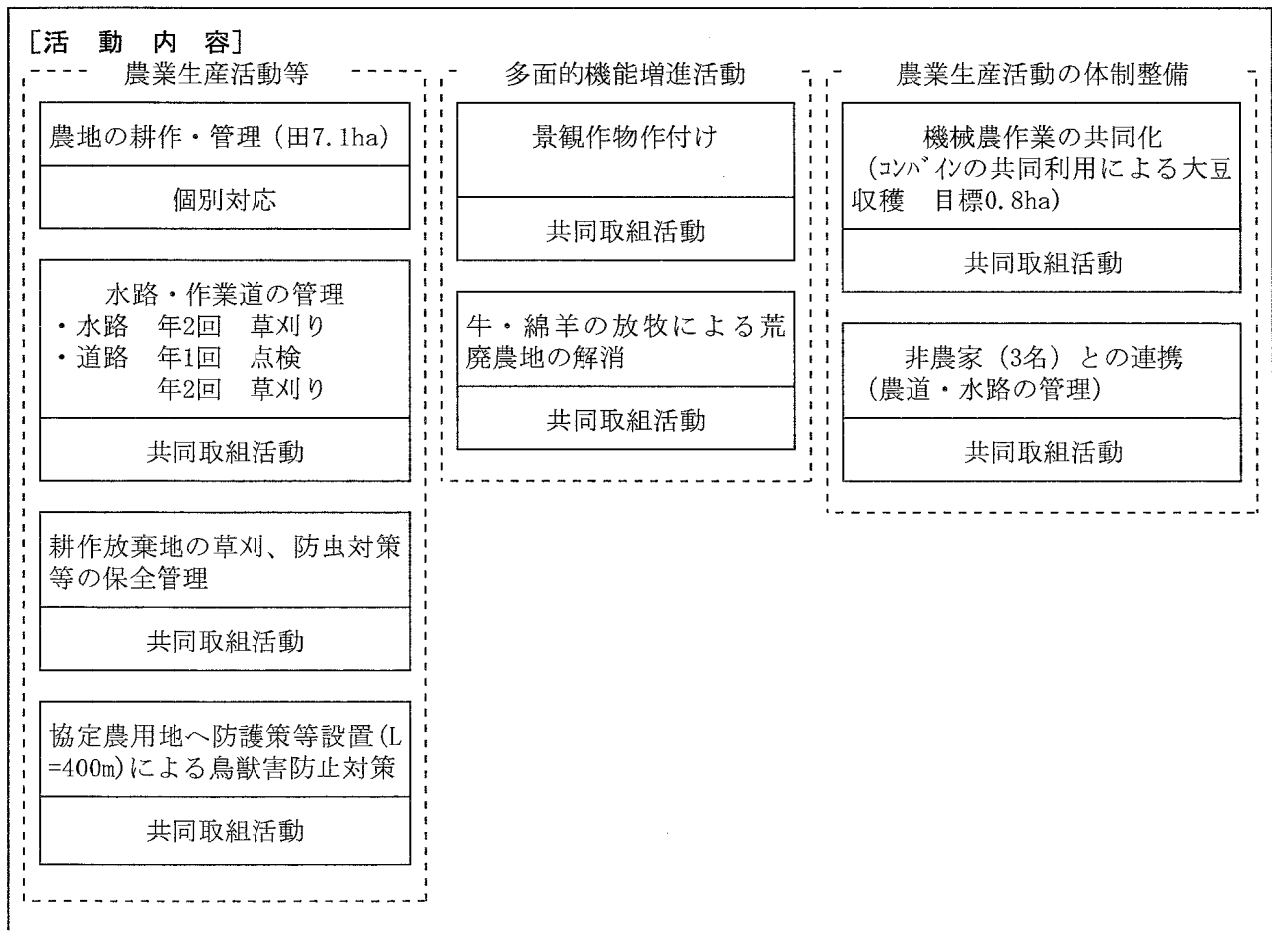 [活 動 内 容]
農業生産活動等
農地の耕作・管理（田7.1ha）
個別対応
水路・作業道の管理
・水路 年2回 草刈り
・道路 年1回 点検
年2回 草刈り
共同取組活動
耕作放棄地の草刈、防虫対策
等の保全管理
共同取組活動
協定農用地へ防護策等設置(L
=400m)による鳥獣害防止対策
共同取組活動
多面的機能増進活動
景観作物作付け
共同取組活動
牛・綿羊の放牧による荒
廃農地の解消
共同取組活動
農業生産活動の体制整備
機械農作業の共同化
(ｺﾝﾊﾞｲﾝの共同利用による大豆
収穫 目標0.8ha)
共同取組活動
非農家（3名）との連携
(農道・水路の管理)
共同取組活動